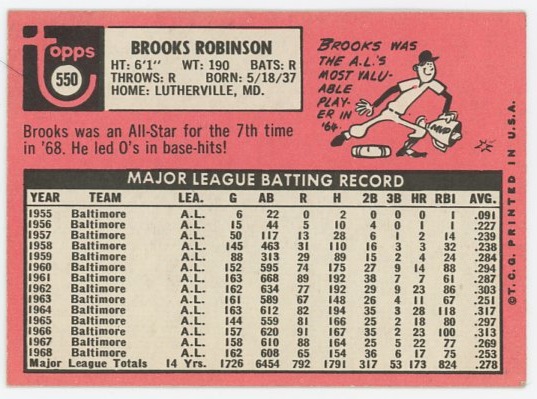 Topps
550
BROOKS ROBINSON
HT: 6'1" WT: 190 BATS: R
THROWS: R BORN: 5/18/37
HOME: LUTHERVILLE, MD.
BROOKS WAS
THE A.L.'S
MOST VALU-
ABLE
PLAY-
ER IN
'64.
MVP
Brooks was an All-Star for the 7th time
in '68. He led O's in base-hits!
MAJOR LEAGUE BATTING RECORD
YEAR TEAM LEA. G AB R H 2B 3B HR RBI AVG.
1955 Baltimore A.L. 6 22 0 2 0 0 0 1 .091
1956 Baltimore A.L. 15 44 5 10 4 0 1 1 .227
1957 Baltimore A.L. 50 117 13 28 6 1 2 14 .239
1958 Baltimore A.L. 145 463 31 110 16 3 3 32 .238
1959 Baltimore A.L. 88 313 29 89 15 2 4 24 .284
1960 Baltimore A.L. 152 595 74 175 27 9 14 88 .294
1961 Baltimore A.L. 163 668 89 192 38 7 7 61 .287
1962 Baltimore A.L. 162 634 77 192 29 9 23 86 .303
1963 Baltimore A.L. 161 589 67 148 26 4 11 67 .251
1964 Baltimore A.L. 163 612 82 194 35 3 28 118 .317
1965 Baltimore A.L. 144 559 81 166 25 2 18 80 .297
1966 Baltimore A.L. 157 620 91 167 35 2 23 100 .313
1967 Baltimore A.L. 158 610 88 164 25 5 22 77 .269
1968 Baltimore A.L. 162 608 65 154 36 6 17 75 .253
Major League Totals 14 Yrs. 1726 6454 792 1791 317 53 173 824 .278
©T.C.G. PRINTED IN U.S.A.